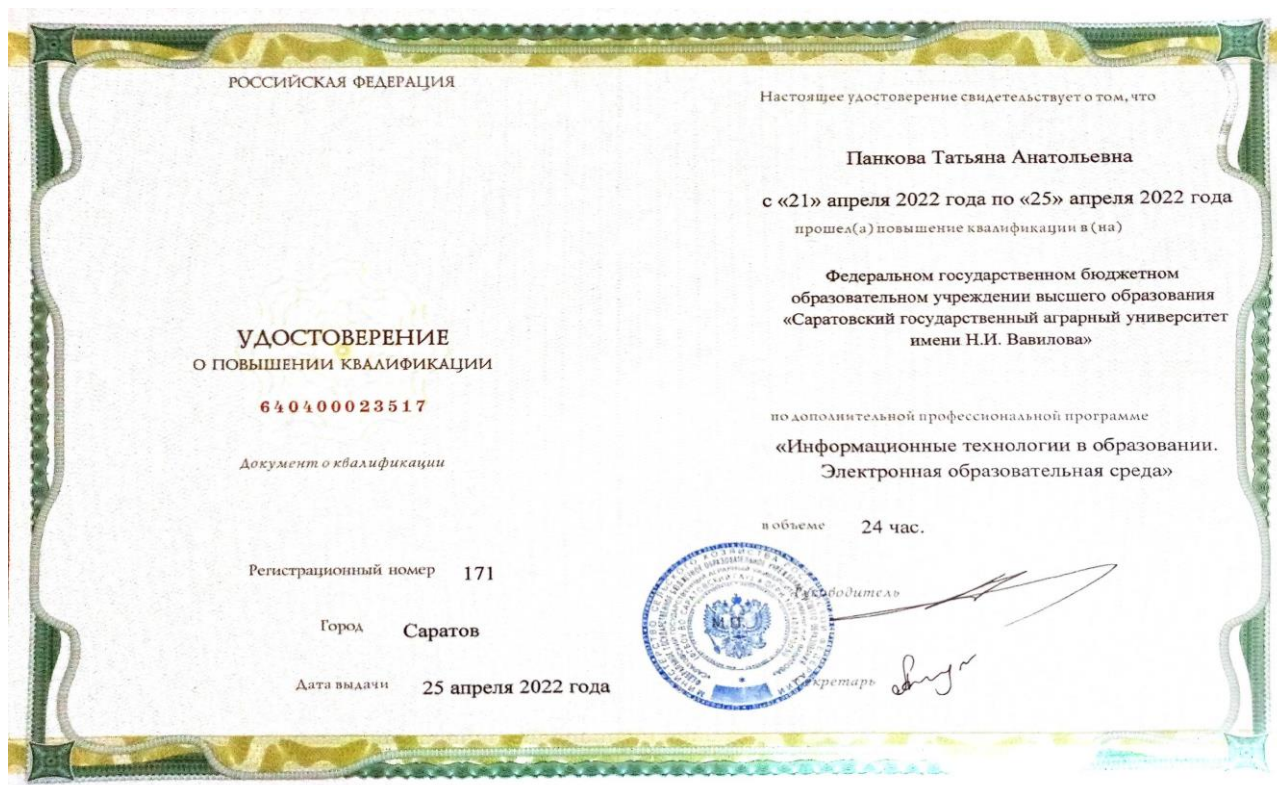 РОССИЙСКАЯ ФЕДЕРАЦИЯ
УДОСТОВЕРЕНИЕ
О ПОВЫШЕНИИ КВАЛИФИКАЦИИ
640400023517
Документ о квалификации
Регистрационный номер 171
Город Саратов
Дата выдачи 25 апреля 2022 года
Настоящее удостоверение свидетельствует о том, что
Панкова Татьяна Анатольевна
с «21» апреля 2022 года по «25» апреля 2022 года
прошел(а) повышение квалификации в (на)
Федеральном государственном бюджетном
образовательном учреждении высшего образования
«Саратовский государственный аграрный университет
имени Н.И. Вавилова»
по дополнительной профессиональной программе
«Информационные технологии в образовании.
Электронная образовательная среда»
в объеме 24 час.
Руководитель
М.П.
Секретарь